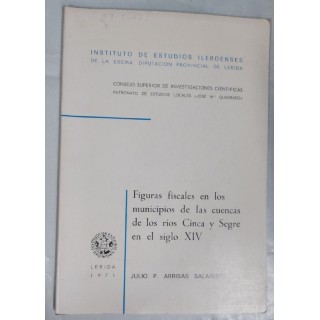 INSTITUTO DE ESTUDIOS ILERDENSES
DE LA EXCMA. DIPUTACIÓN PROVINCIAL DE LÉRIDA
CONSEJO SUPERIOR DE INVESTIGACIONES CIENTÍFICAS
PATRONATO DE ESTUDIOS LOCALES «JOSÉ Mª QUADRADO»
Figuras fiscales en los
municipios de las cuencas
de los ríos Cinca y Segre
en el siglo XIV
LERIDA
JULIO P. ARRIBAS